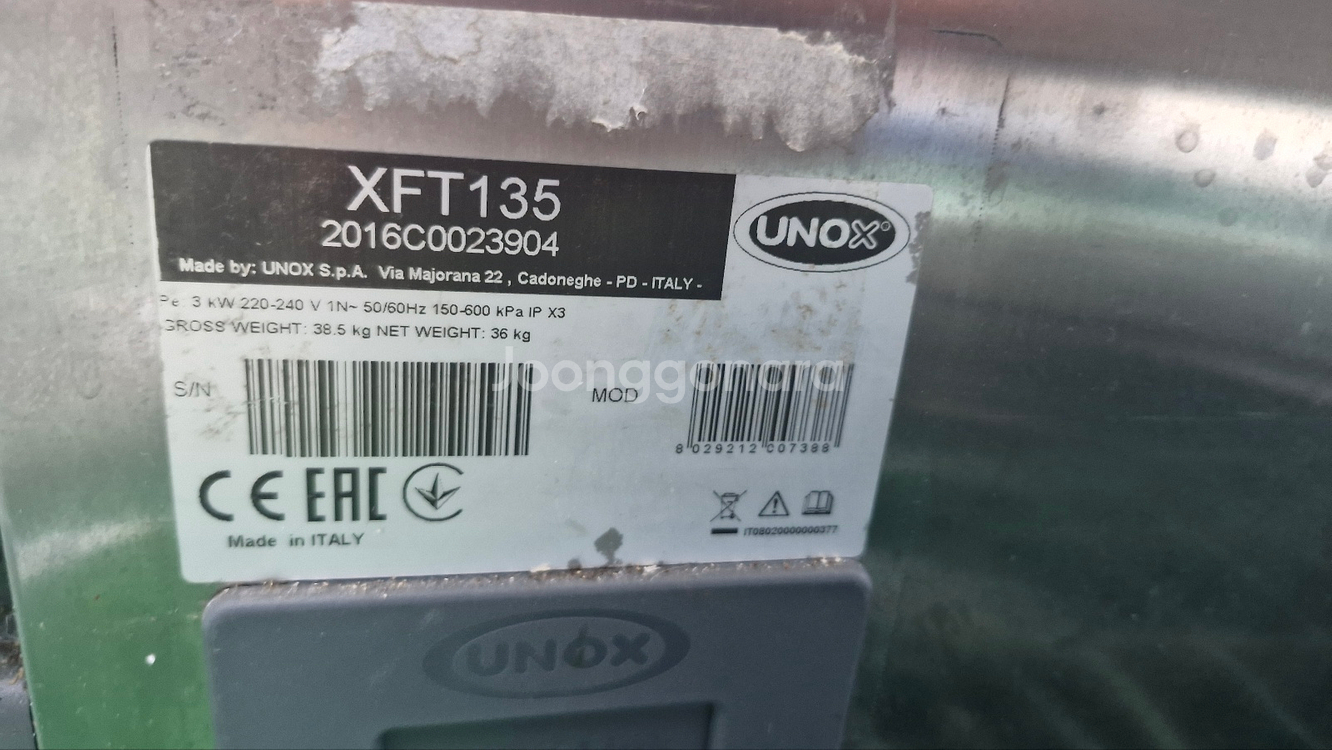 XFT135
2016C0023904
Made by: UNOX S.p.A. Via Majorana 22 , Cadoneghe - PD - ITALY -
UNOX
Pe 3 kW 220-240 V 1N~ 50/60Hz 150-600 kPa IP X3
GROSS WEIGHT: 38.5 kg NET WEIGHT: 36 kg
Joonggonara
S/N
MOD
8 029212 007388
CE EAC
IT08020000000377
Made in ITALY
UNOX